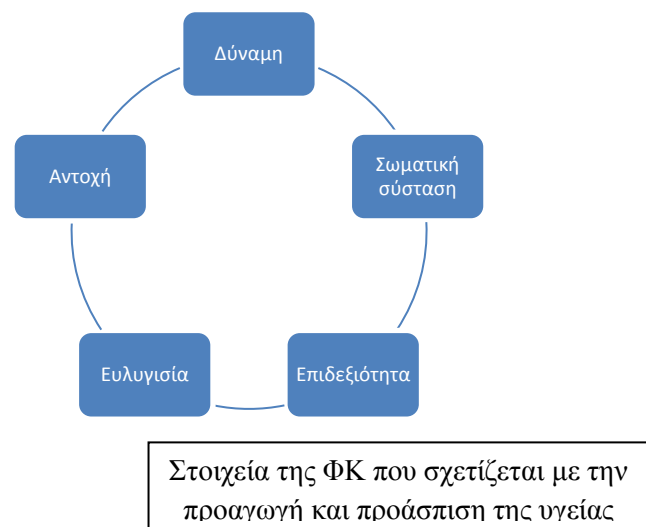 Δύναμη
Σωματική
σύσταση
Επιδεξιότητα
Ευλυγισία
Αντοχή
Στοιχεία της ΦΚ που σχετίζεται με την
προαγωγή και προάσπιση της υγείας